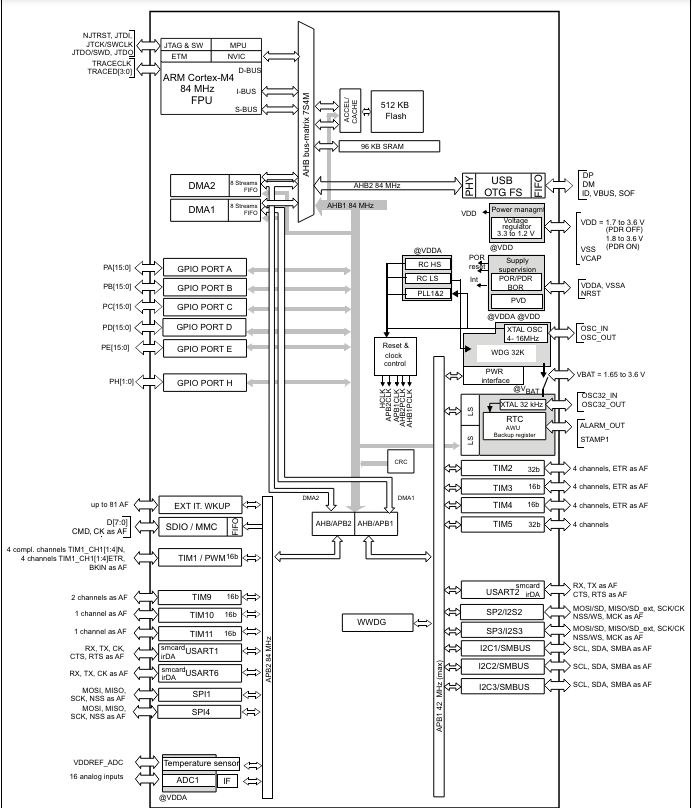 NJTRST, JTDI,
JTCK/SWCLK
JTDO/SWD, JTDO
TRACECLK
TRACED[3:0]
JTAG & SW
MPU
ETM
NVIC
ARM Cortex-M4
84 MHz
FPU
D-BUS
I-BUS
S-BUS
AHB bus-matrix 7S4M
ACCEL/
CACHE
512 KB
Flash
96 KB SRAM
DMA2
8 Streams
FIFO
DMA1
8 Streams
FIFO
AHB2 84 MHz
AHB1 84 MHz
PHY
USB
OTG FS
FIFO
DP
DM
ID, VBUS, SOF
Power managmt
VDD
Voltage
regulator
3.3 to 1.2 V
@VDD
VDD = 1.7 to 3.6 V
(PDR OFF)
1.8 to 3.6 V
(PDR ON)
VSS
VCAP
@VDDA
RC HS
RC LS
PLL1&2
POR
reset
Int
Supply
supervision
POR/PDR
BOR
PVD
VDDA, VSSA
NRST
@VDDA @VDD
XTAL OSC
4- 16MHz
WDG 32K
OSC_IN
OSC_OUT
PWR
interface
VBAT = 1.65 to 3.6 V
@VBAT
Reset &
clock
control
HCLK
APB2CLK
APB1CLK
AHB2PCLK
AHB1PCLK
LS
LS
XTAL 32 kHz
RTC
AWU
Backup register
OSC32_IN
OSC32_OUT
ALARM_OUT
STAMP1
PA[15:0]
GPIO PORT A
PB[15:0]
GPIO PORT B
PC[15:0]
GPIO PORT C
PD[15:0]
GPIO PORT D
PE[15:0]
GPIO PORT E
PH[1:0]
GPIO PORT H
CRC
DMA2
DMA1
AHB/APB2
AHB/APB1
TIM2
32b
4 channels, ETR as AF
TIM3
16b
4 channels, ETR as AF
TIM4
16b
4 channels, ETR as AF
TIM5
32b
4 channels
up to 81 AF
EXT IT. WKUP
D[7:0]
CMD, CK as AF
SDIO / MMC
FIFO
4 compl. channels TIM1_CH1[1:4]N,
4 channels TIM1_CH1[1:4]ETR,
BKIN as AF
TIM1 / PWM
16b
2 channels as AF
TIM9
16b
1 channel as AF
TIM10
16b
1 channel as AF
TIM11
16b
RX, TX, CK,
CTS, RTS as AF
smcard
irDA
USART1
RX, TX, CK as AF
smcard
irDA
USART6
MOSI, MISO,
SCK, NSS as AF
SPI1
MOSI, MISO,
SCK, NSS as AF
SPI4
APB2 84 MHz
APB1 42 MHz (max)
WWDG
USART2
smcard
irDA
RX, TX as AF
CTS, RTS as AF
SP2/I2S2
MOSI/SD, MISO/SD_ext, SCK/CK
NSS/WS, MCK as AF
SP3/I2S3
MOSI/SD, MISO/SD_ext, SCK/CK
NSS/WS, MCK as AF
I2C1/SMBUS
SCL, SDA, SMBA as AF
I2C2/SMBUS
SCL, SDA, SMBA as AF
I2C3/SMBUS
SCL, SDA, SMBA as AF
VDDREF_ADC
Temperature sensor
16 analog inputs
ADC1
IF
@VDDA